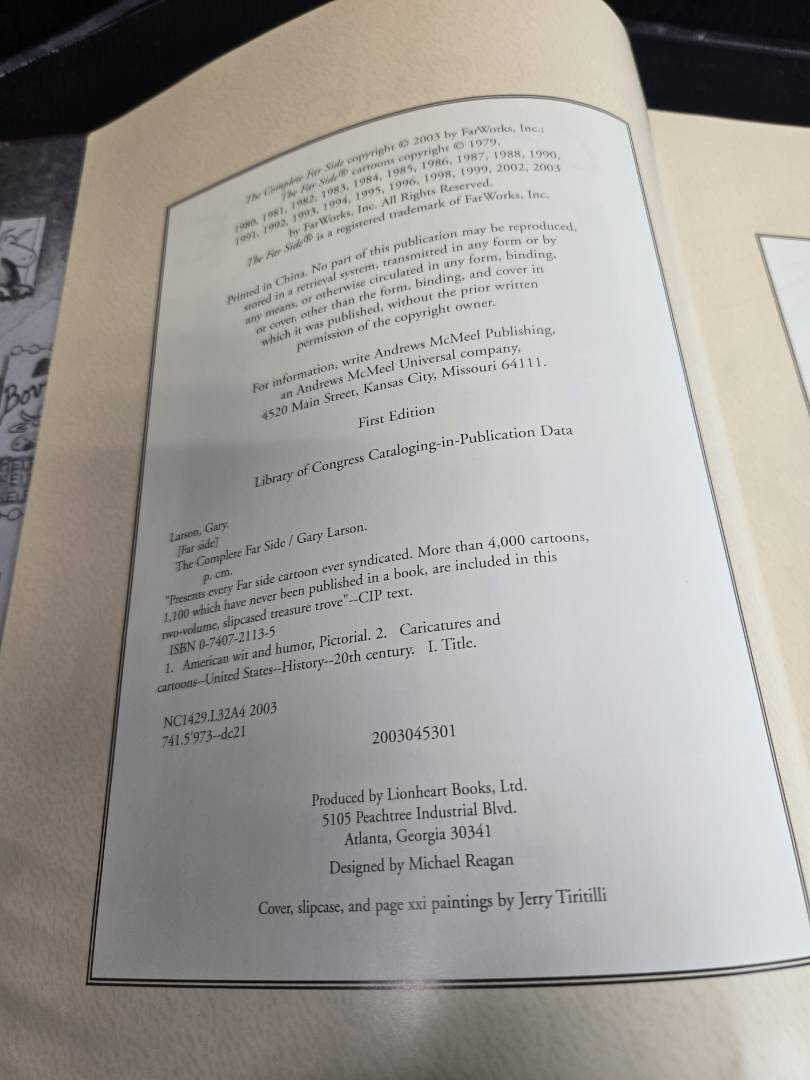 The Complete Far Side copyright © 2003 by FarWorks, Inc.;
The Far Side® cartoons copyright © 1979,
1980, 1981, 1982, 1983, 1984, 1985, 1986, 1987, 1988, 1990,
1991, 1992, 1993, 1994, 1995, 1996, 1998, 1999, 2002, 2003
by FarWorks, Inc. All Rights Reserved.
The Far Side® is a registered trademark of FarWorks, Inc.
Printed in China. No part of this publication may be reproduced,
stored in a retrieval system, transmitted in any form or by
any means, or otherwise circulated in any form, binding,
or cover, other than the form, binding, and cover in
which it was published, without the prior written
permission of the copyright owner.
For information, write Andrews McMeel Publishing,
an Andrews McMeel Universal company,
4520 Main Street, Kansas City, Missouri 64111.
First Edition
Library of Congress Cataloging-in-Publication Data
Larson, Gary.
[Far side]
The Complete Far Side / Gary Larson.
p. cm.
"Presents every Far side cartoon ever syndicated. More than 4,000 cartoons,
1,100 which have never been published in a book, are included in this
two-volume, slipcased treasure trove"--CIP text.
ISBN 0-7407-2113-5
1. American wit and humor, Pictorial. 2. Caricatures and
cartoons--United States--History--20th century. I. Title.
NC1429.L32A4 2003
741.5'973--dc21
2003045301
Produced by Lionheart Books, Ltd.
5105 Peachtree Industrial Blvd.
Atlanta, Georgia 30341
Designed by Michael Reagan
Cover, slipcase, and page xxi paintings by Jerry Tiritilli